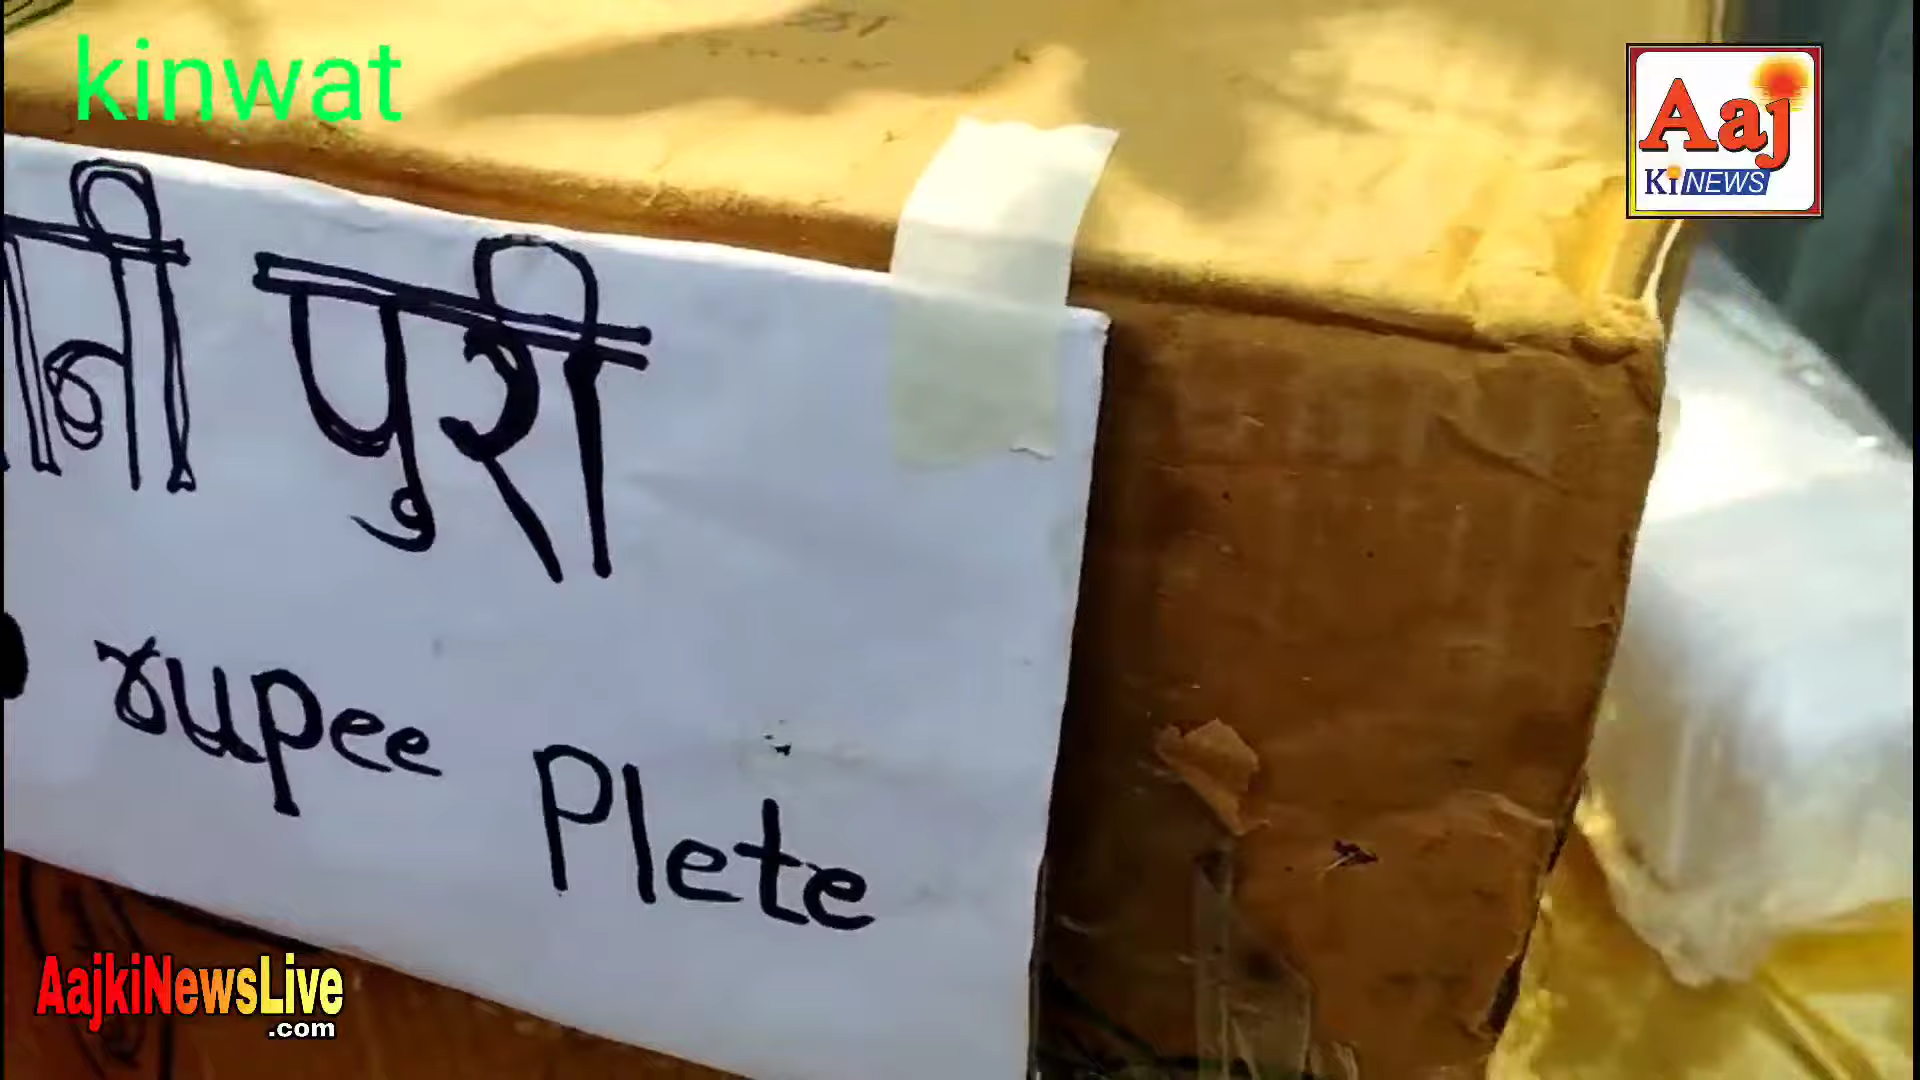 kinwat
Aaj
Ki NEWS
पुरी
rupee Plete
AajkiNewsLive
.com